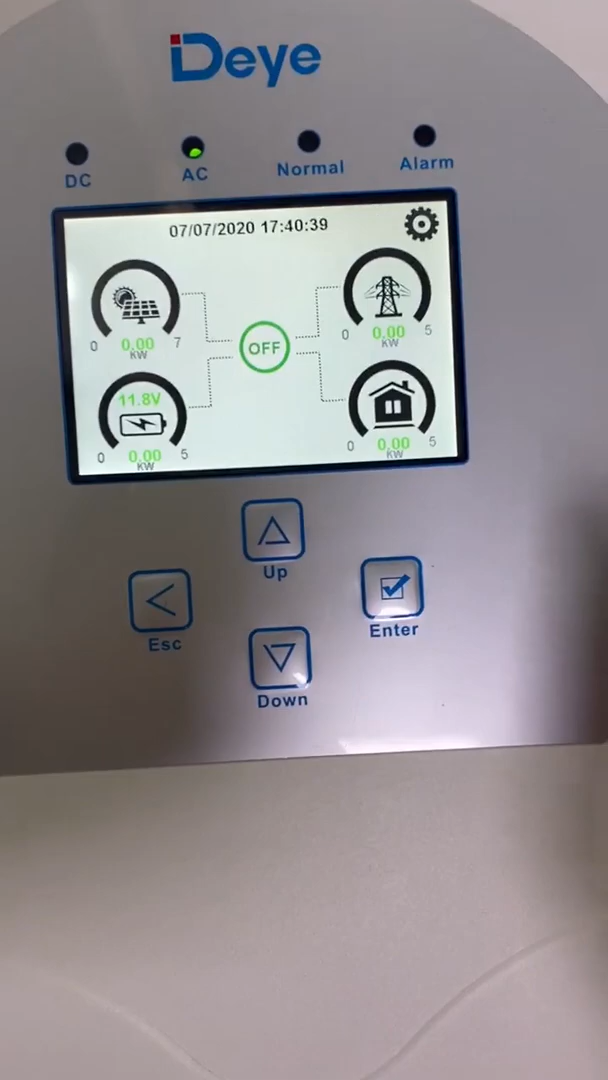 Deye
DC AC Normal Alarm
07/07/2020 17:40:39
0 0.00 7
KW
0 0.00 5
KW
OFF
11.8V
0 0.00 5
KW
0 0.00 5
KW
Up
Esc
Enter
Down